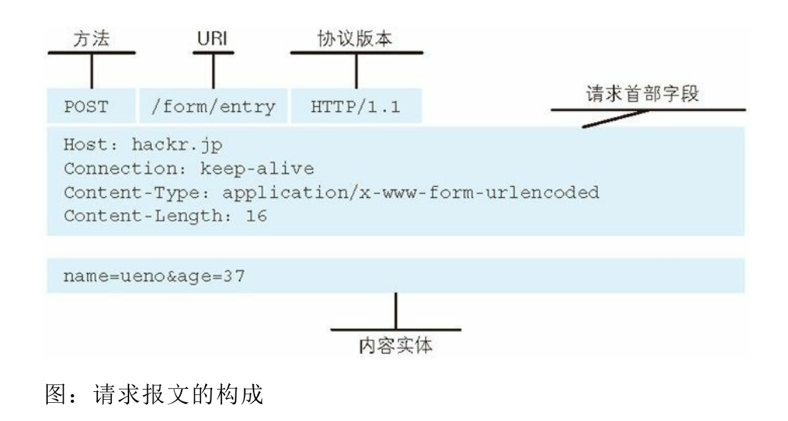 方法 URI 协议版本
请求首部字段
POST /form/entry HTTP/1.1
Host: hackr.jp
Connection: keep-alive
Content-Type: application/x-www-form-urlencoded
Content-Length: 16
name=ueno&age=37
内容实体
图：请求报文的构成